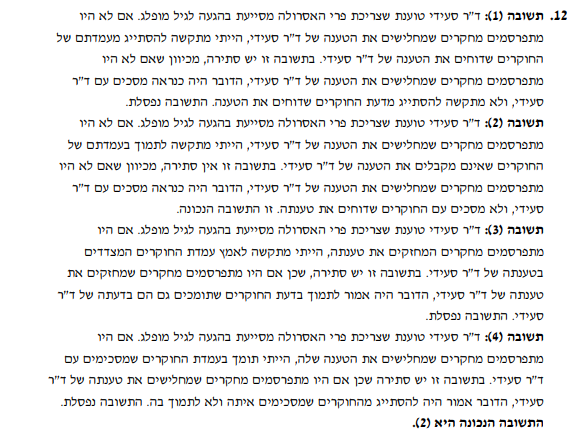 12. תשובה (1): ד"ר סעידי טוענת שצריכת פרי האסרולה מסייעת בהגעה לגיל מופלג. אם לא היו
מתפרסמים מחקרים שמחלישים את הטענה של ד"ר סעידי, הייתי מתקשה להסתייג מעמדתם של
החוקרים שדוחים את הטענה של ד"ר סעידי. בתשובה זו יש סתירה, מכיוון שאם לא היו
מתפרסמים מחקרים שמחלישים את הטענה של ד"ר סעידי, הדובר היה כנראה מסכים עם ד"ר
סעידי, ולא מתקשה להסתייג מדעת החוקרים שדוחים את הטענה. התשובה נפסלת.
תשובה (2): ד"ר סעידי טוענת שצריכת פרי האסרולה מסייעת בהגעה לגיל מופלג. אם לא היו
מתפרסמים מחקרים שמחלישים את הטענה של ד"ר סעידי, הייתי מתקשה לתמוך בעמדתם של
החוקרים שאינם מקבלים את הטענה של ד"ר סעידי. בתשובה זו אין סתירה, מכיוון שאם לא היו
מתפרסמים מחקרים שמחלישים את הטענה של ד"ר סעידי, הדובר היה כנראה מסכים עם ד"ר
סעידי, ולא מסכים עם החוקרים שדוחים את טענתה. זו התשובה הנכונה.
תשובה (3): ד"ר סעידי טוענת שצריכת פרי האסרולה מסייעת בהגעה לגיל מופלג. אם היו
מתפרסמים מחקרים המחזקים את טענתה, הייתי מתקשה לאמץ עמדת החוקרים המצדדים
בטענתה של ד"ר סעידי. בתשובה זו יש סתירה, שכן אם היו מתפרסמים מחקרים שמחזקים את
טענתה של ד"ר סעידי, הדובר היה אמור לתמוך בדעת החוקרים שתומכים גם הם בדעתה של ד"ר
סעידי. התשובה נפסלת.
תשובה (4): ד"ר סעידי טוענת שצריכת פרי האסרולה מסייעת בהגעה לגיל מופלג. אם היו
מתפרסמים מחקרים שמחלישים את הטענה שלה, הייתי תומך בעמדת החוקרים שמסכימים עם
ד"ר סעידי. בתשובה זו יש סתירה שכן אם היו מתפרסמים מחקרים שמחלישים את טענתה של ד"ר
סעידי, הדובר אמור היה להסתייג מהחוקרים שמסכימים איתה ולא לתמוך בה. התשובה נפסלת.
התשובה הנכונה היא (2).